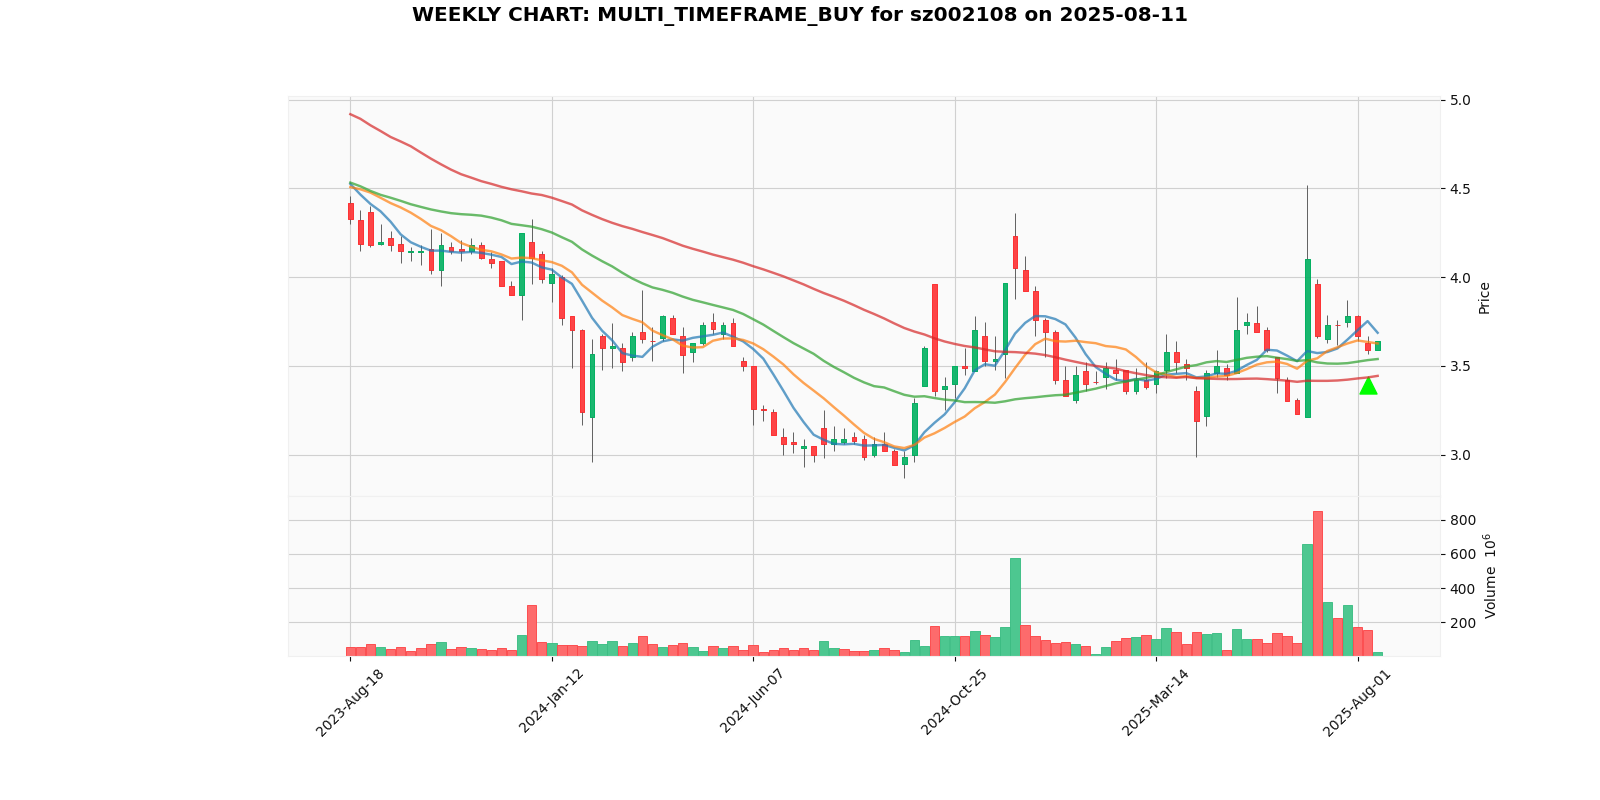 WEEKLY CHART: MULTI_TIMEFRAME_BUY for sz002108 on 2025-08-11
5.0
4.5
4.0
3.5
3.0
Price
800
600
400
200
Volume 10⁶
2023-Aug-18
2024-Jan-12
2024-Jun-07
2024-Oct-25
2025-Mar-14
2025-Aug-01